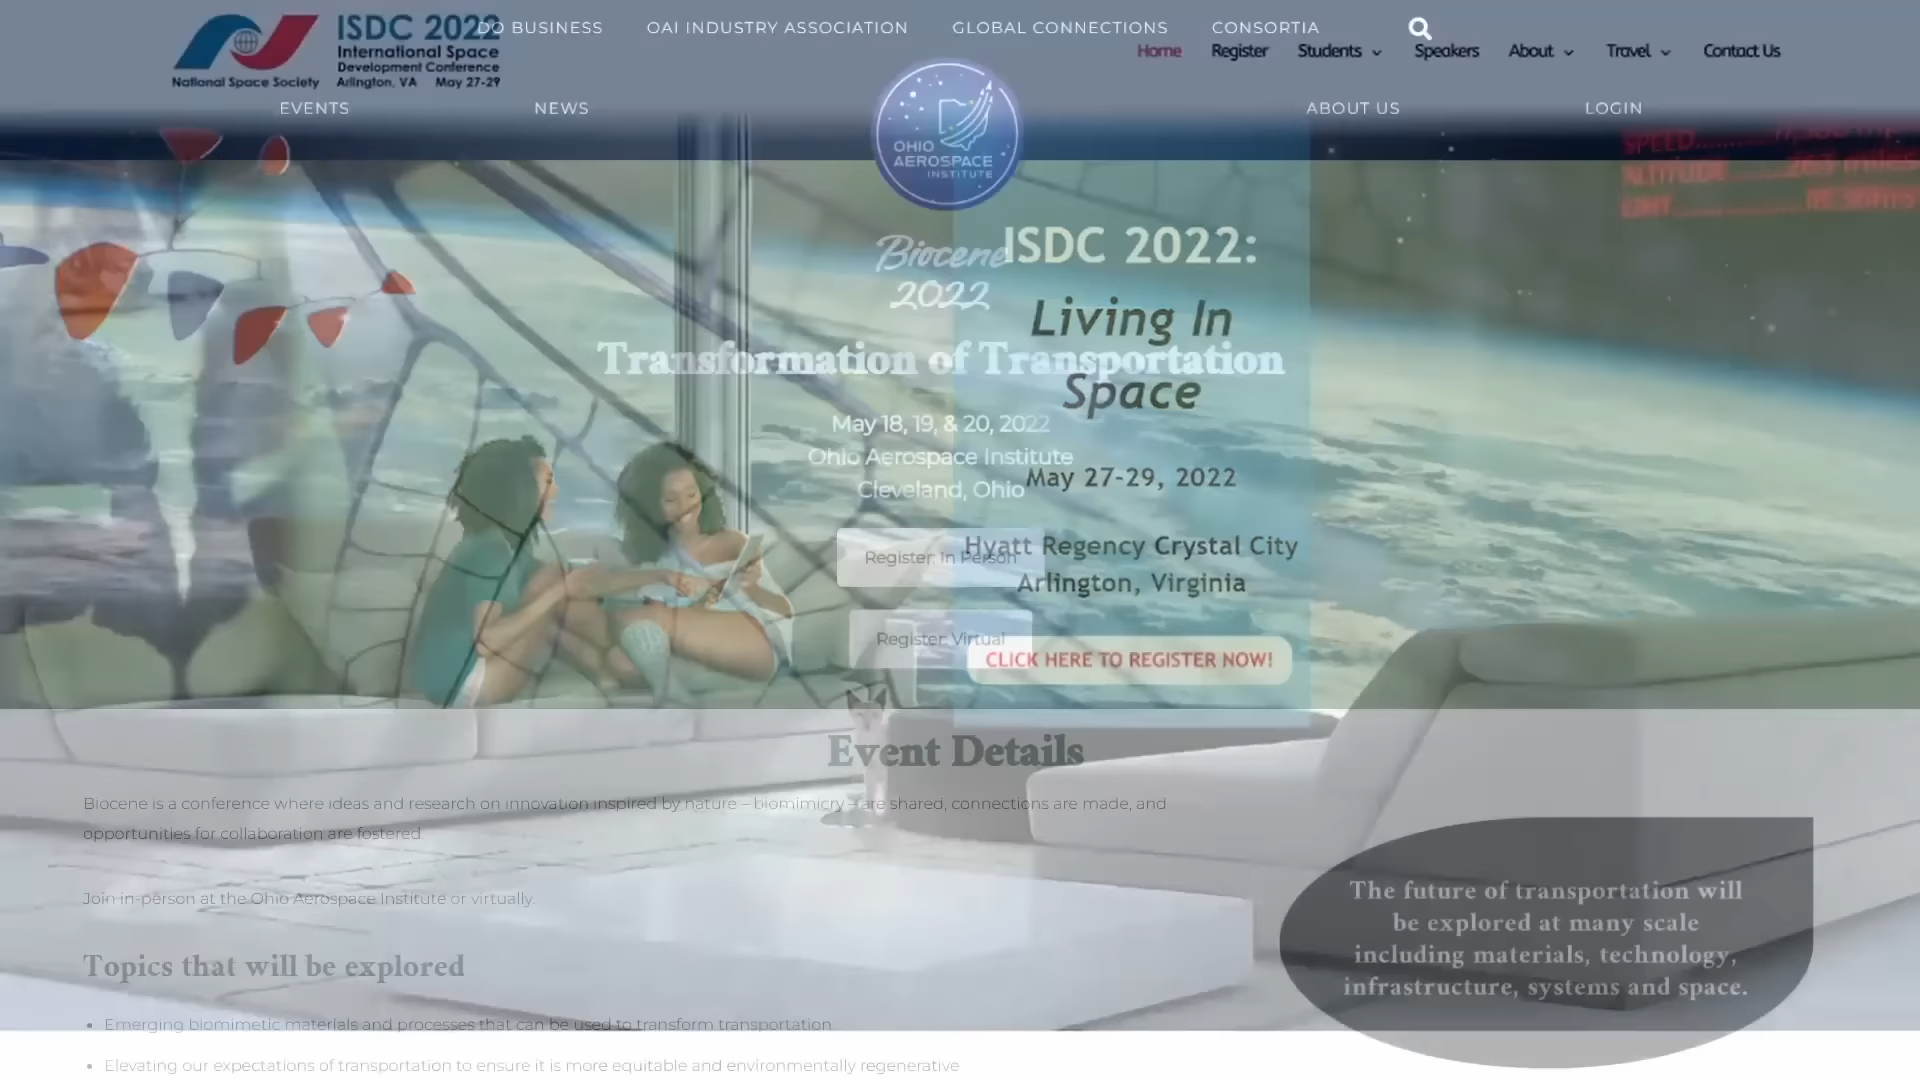 ISDC 2022
International Space
Development Conference
National Space Society
Arlington, VA May 27-29
DO BUSINESS
OAI INDUSTRY ASSOCIATION
GLOBAL CONNECTIONS
CONSORTIA
Home
Register
Students
Speakers
About
Travel
Contact Us
EVENTS
NEWS
ABOUT US
LOGIN
OHIO
AEROSPACE
INSTITUTE
SPEED
ALTITUDE
Biocene
2022
Transformation of Transportation
May 18, 19, & 20, 2022
Ohio Aerospace Institute
Cleveland, Ohio
Register: In Person
Register: Virtual
ISDC 2022:
Living In
Space
May 27-29, 2022
Hyatt Regency Crystal City
Arlington, Virginia
CLICK HERE TO REGISTER NOW!
Event Details
Biocene is a conference where ideas and research on innovation inspired by nature – biomimicry – are shared, connections are made, and
opportunities for collaboration are fostered.
Join in-person at the Ohio Aerospace Institute or virtually.
The future of transportation will
be explored at many scale
including materials, technology,
infrastructure, systems and space.
Topics that will be explored
• Emerging biomimetic materials and processes that can be used to transform transportation
• Elevating our expectations of transportation to ensure it is more equitable and environmentally regenerative